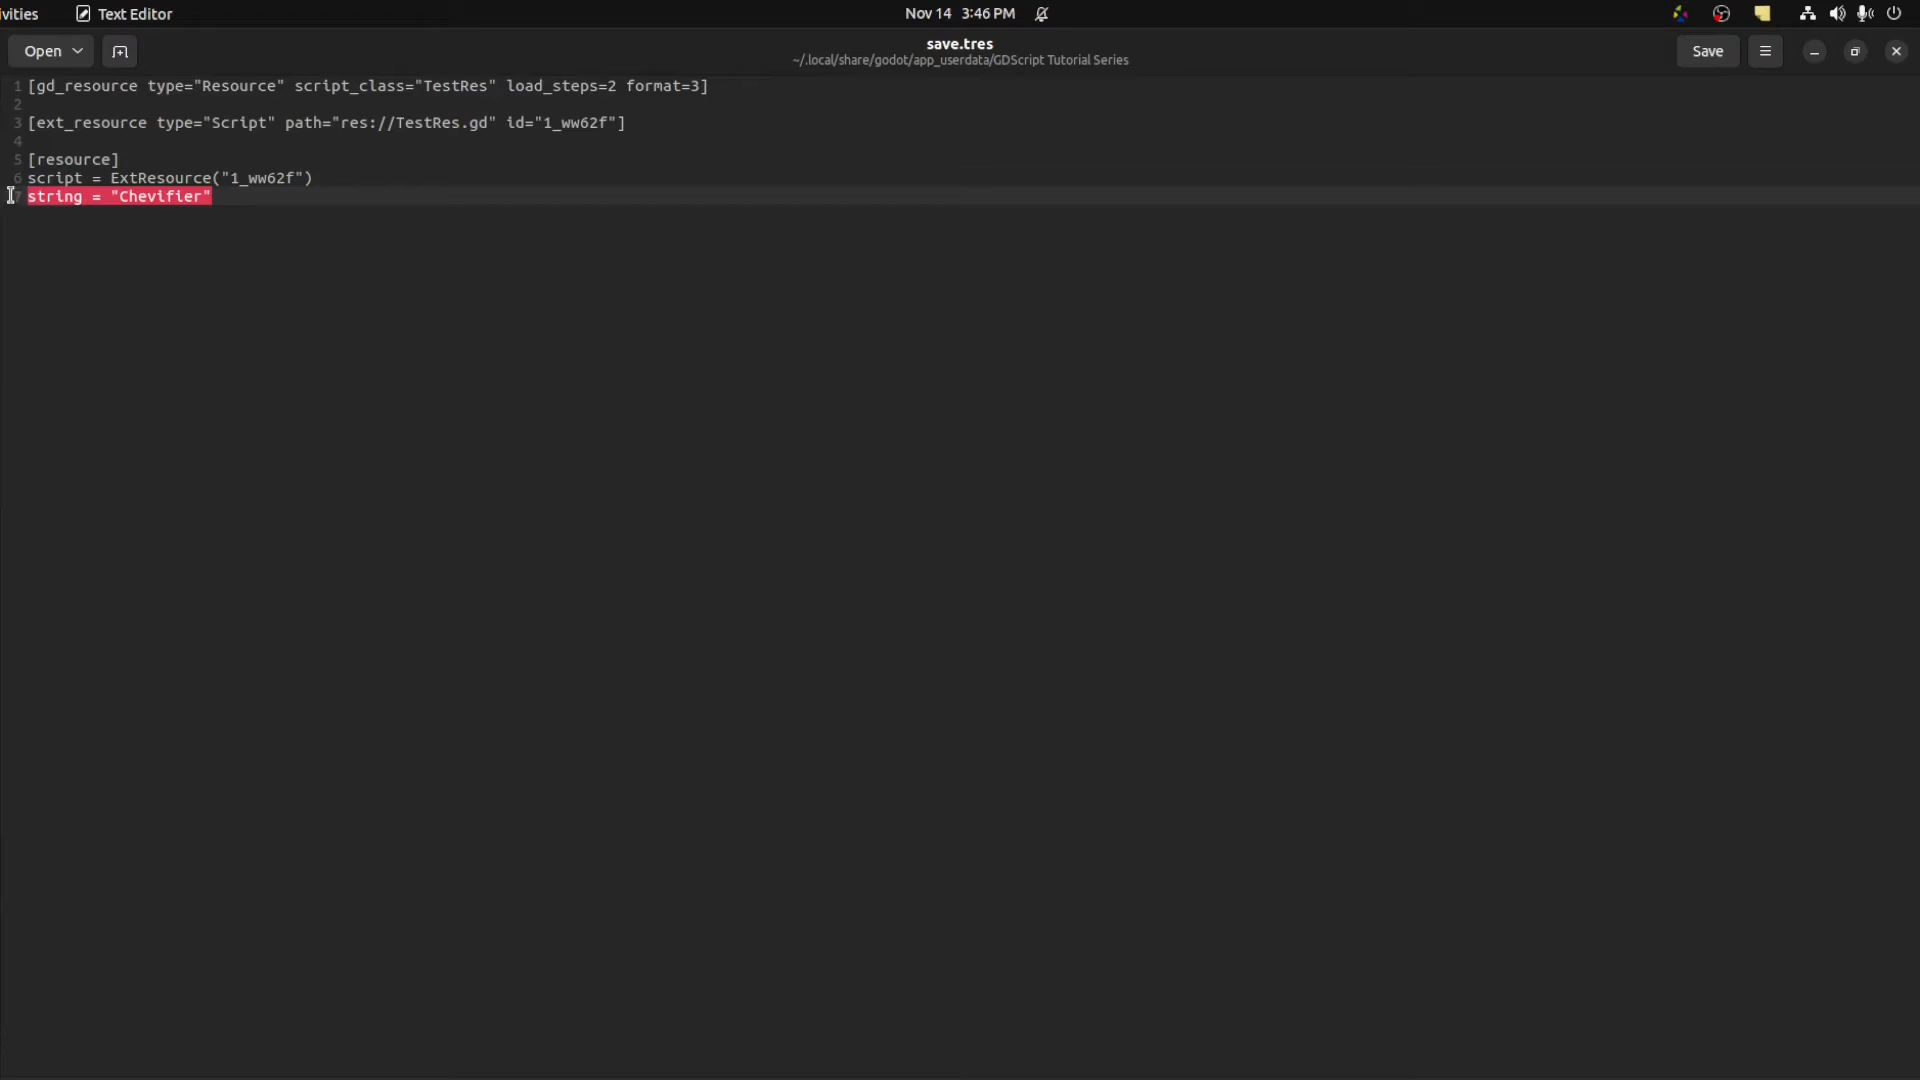 ivities
Text Editor
Nov 14 3:46 PM
Open
save.tres
~/.local/share/godot/app_userdata/GDScript Tutorial Series
Save
1 [gd_resource type="Resource" script_class="TestRes" load_steps=2 format=3]
2
3 [ext_resource type="Script" path="res://TestRes.gd" id="1_ww62f"]
4
5 [resource]
6 script = ExtResource("1_ww62f")
7 string = "Chevifier"